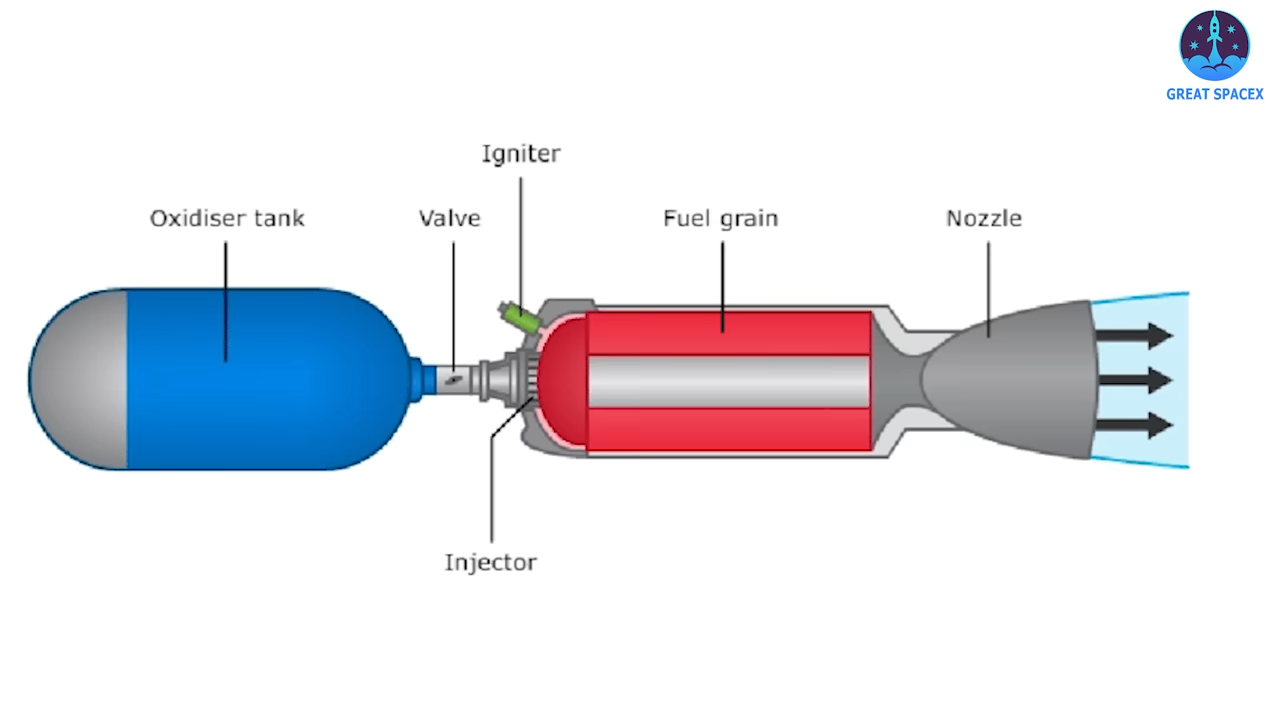 GREAT SPACEX
Igniter
Oxidiser tank
Valve
Fuel grain
Nozzle
Injector